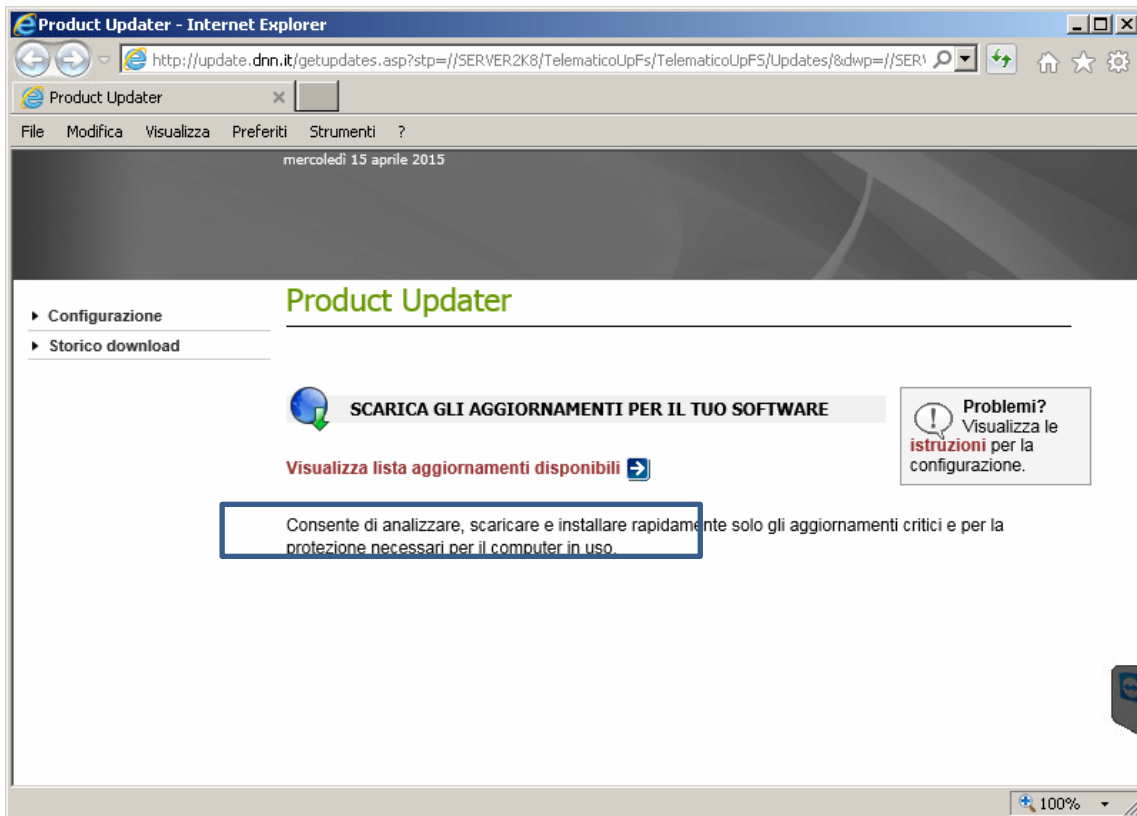 Product Updater - Internet Explorer
http://update.dnn.it/getupdates.asp?stp=//SERVER2K8/TelematicoUpFs/TelematicoUpFS/Updates/&dwp=//SER
Product Updater
File Modifica Visualizza Preferiti Strumenti ?
mercoledì 15 aprile 2015
Configurazione
Storico download
Product Updater
SCARICA GLI AGGIORNAMENTI PER IL TUO SOFTWARE
Visualizza lista aggiornamenti disponibili
Consente di analizzare, scaricare e installare rapidamente solo gli aggiornamenti critici e per la
protezione necessari per il computer in uso.
Problemi?
Visualizza le
istruzioni per la
configurazione.
100%